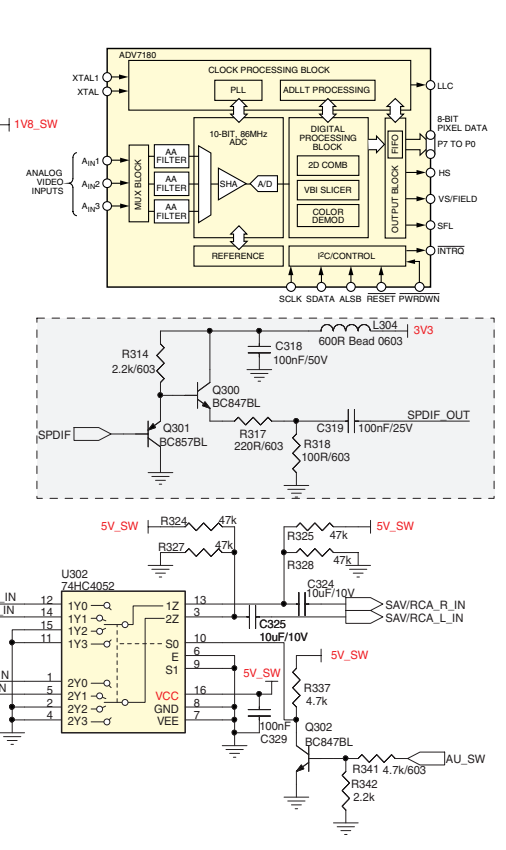 ADV7180
CLOCK PROCESSING BLOCK
XTAL1
XTAL
PLL
ADLLT PROCESSING
LLC
1V8_SW
10-BIT, 86MHz
ADC
DIGITAL
PROCESSING
BLOCK
FIFO
OUTPUT BLOCK
8-BIT
PIXEL DATA
P7 TO P0
ANALOG
VIDEO
INPUTS
AIN1
AIN2
AIN3
MUX BLOCK
AA
FILTER
AA
FILTER
AA
FILTER
SHA
A/D
2D COMB
VBI SLICER
COLOR
DEMOD
HS
VS/FIELD
SFL
INTRQ
REFERENCE
I2C/CONTROL
SCLK SDATA ALSB RESET PWRDWN
L304
3V3
600R Bead 0603
R314
2.2k/603
C318
100nF/50V
Q300
BC847BL
SPDIF
Q301
BC857BL
R317
220R/603
C319
100nF/25V
SPDIF_OUT
R318
100R/603
5V_SW
R324
47k
R327
47k
R325
47k
5V_SW
R328
47k
U302
74HC4052
C324
10uF/10V
C325
10uF/10V
SAV/RCA_R_IN
SAV/RCA_L_IN
_IN
12
1Y0
1Z
13
_IN
14
1Y1
2Z
3
15
1Y2
11
1Y3
S0
10
E
6
S1
9
N
1
2Y0
N
5
2Y1
VCC
16
2
2Y2
GND
8
4
2Y3
VEE
7
5V_SW
100nF
C329
5V_SW
R337
4.7k
Q302
BC847BL
R341 4.7k/603
AU_SW
R342
2.2k